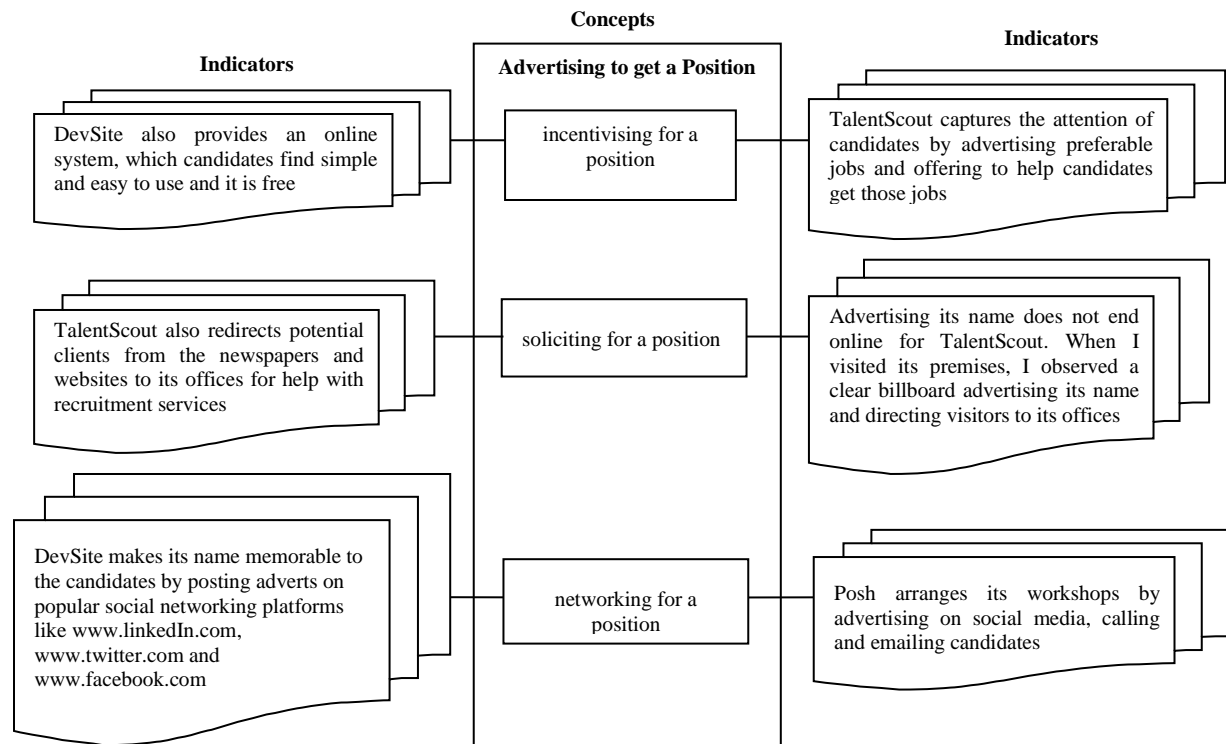 Concepts
Indicators
Indicators
Advertising to get a Position
DevSite also provides an online
system, which candidates find simple
and easy to use and it is free
incentivising for a
position
TalentScout captures the attention of
candidates by advertising preferable
jobs and offering to help candidates
get those jobs
TalentScout also redirects potential
clients from the newspapers and
websites to its offices for help with
recruitment services
soliciting for a position
Advertising its name does not end
online for TalentScout. When I
visited its premises, I observed a
clear billboard advertising its name
and directing visitors to its offices
DevSite makes its name memorable to
the candidates by posting adverts on
popular social networking platforms
like www.linkedIn.com,
www.twitter.com and
www.facebook.com
networking for a
position
Posh arranges its workshops by
advertising on social media, calling
and emailing candidates